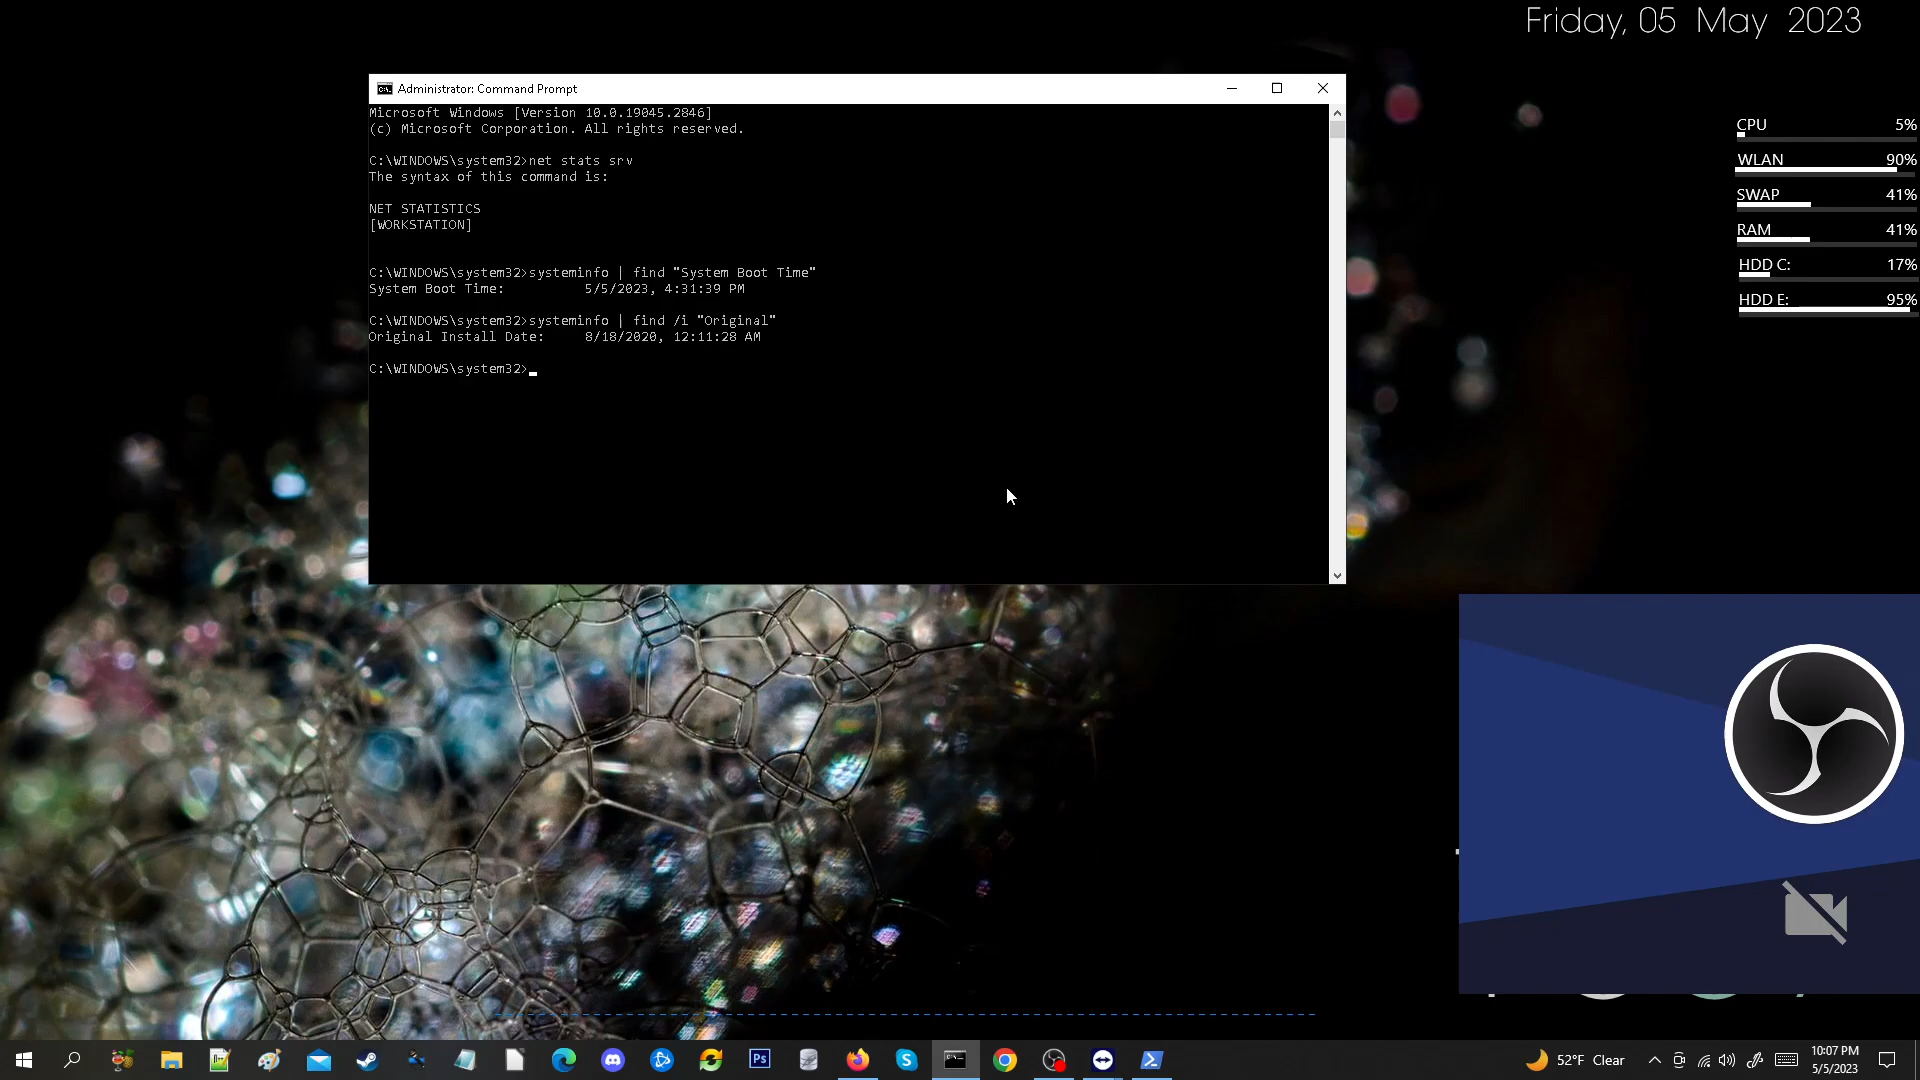 Friday, 05 May 2023
Administrator: Command Prompt
Microsoft Windows [Version 10.0.19045.2846]
(c) Microsoft Corporation. All rights reserved.
C:\WINDOWS\system32>net stats srv
The syntax of this command is:
NET STATISTICS
[WORKSTATION]
C:\WINDOWS\system32>systeminfo | find "System Boot Time"
System Boot Time:          5/5/2023, 4:31:39 PM
C:\WINDOWS\system32>systeminfo | find /i "Original"
Original Install Date:     8/18/2020, 12:11:28 AM
C:\WINDOWS\system32>
CPU 5%
WLAN 90%
SWAP 41%
RAM 41%
HDD C: 17%
HDD E: 95%
Ps
S
52°F Clear
10:07 PM
5/5/2023